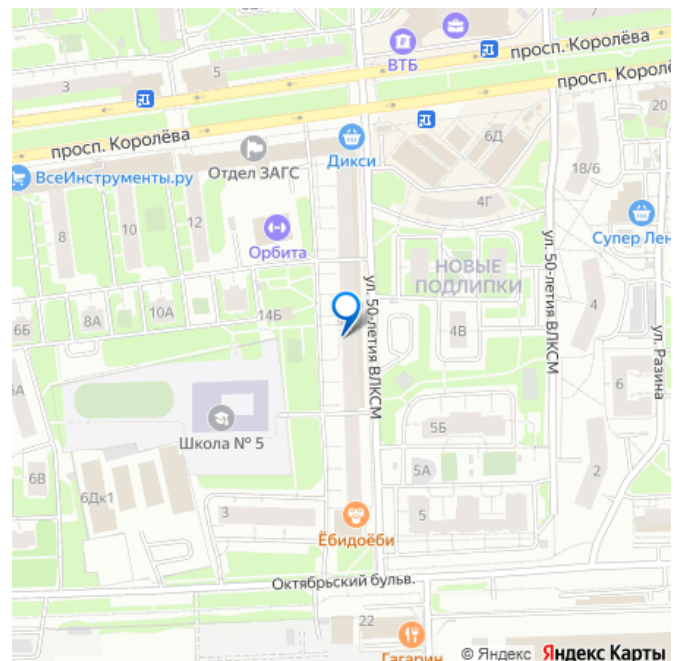 7
просп. Королёва
ВТБ
5
3
просп. Королё
20
просп. Королёва
6Д
Отдел ЗАГС
Дикси
18/6
ВсеИнструменты.ру
4Г
8
10
12
Орбита
Супер Лен
НОВЫЕ
ПОДЛИПКИ
ул. 50-летия ВЛКСМ
ул. 50-летия ВЛКСМ
10А
8А
6Б
14Б
4
4В
ул. Разина
5А
6
Школа № 5
5Б
6В
5А
2
6Дк1
3
5
Ёбидоёби
Октябрьский бульв.
22
Гагарин
© Яндекс Яндекс Карты